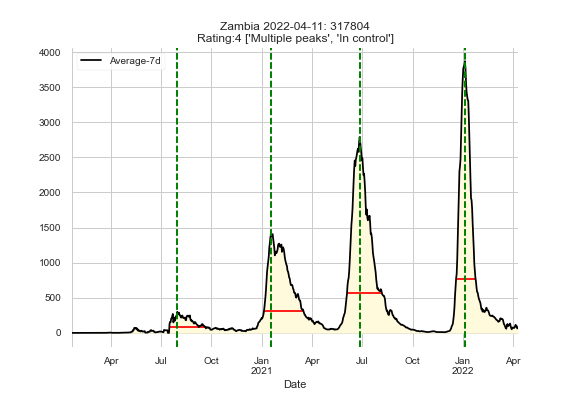 Zambia 2022-04-11: 317804
Rating:4 ['Multiple peaks', 'In control']
Average-7d
4000
3500
3000
2500
2000
1500
1000
500
0
Apr Jul Oct Jan Apr Jul Oct Jan Apr
2021 2022
Date